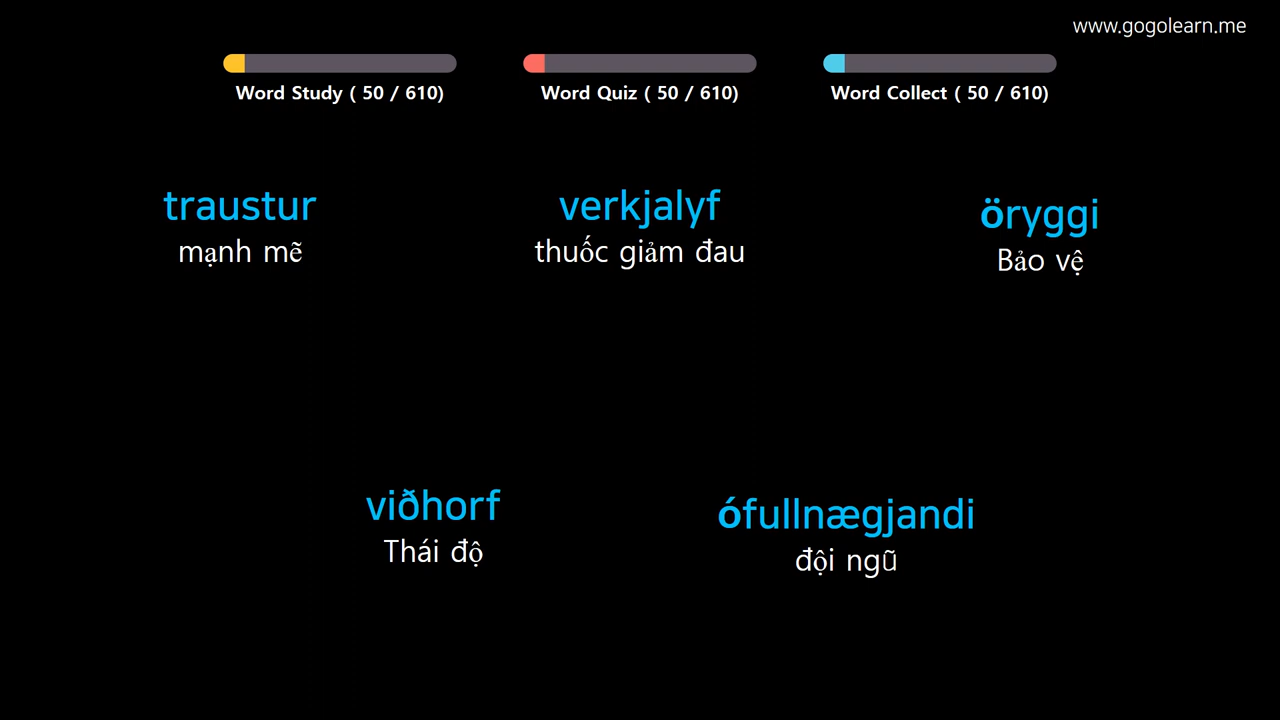 www.gogolearn.me
Word Study ( 50 / 610)
Word Quiz ( 50 / 610)
Word Collect ( 50 / 610)
traustur
mạnh mẽ
verkjalyf
thuốc giảm đau
öryggi
Bảo vệ
viðhorf
Thái độ
ófullnægjandi
đội ngũ